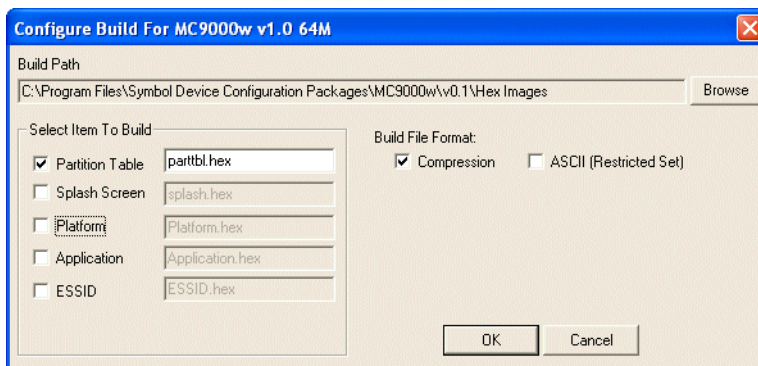 Configure Build For MC9000w v1.0 64M
Build Path
C:\Program Files\Symbol Device Configuration Packages\MC9000w\v0.1\Hex Images
Browse
Select Item To Build
Partition Table parttbl.hex
Splash Screen splash.hex
Platform Platform.hex
Application Application.hex
ESSID ESSID.hex
Build File Format:
Compression ASCII (Restricted Set)
OK Cancel